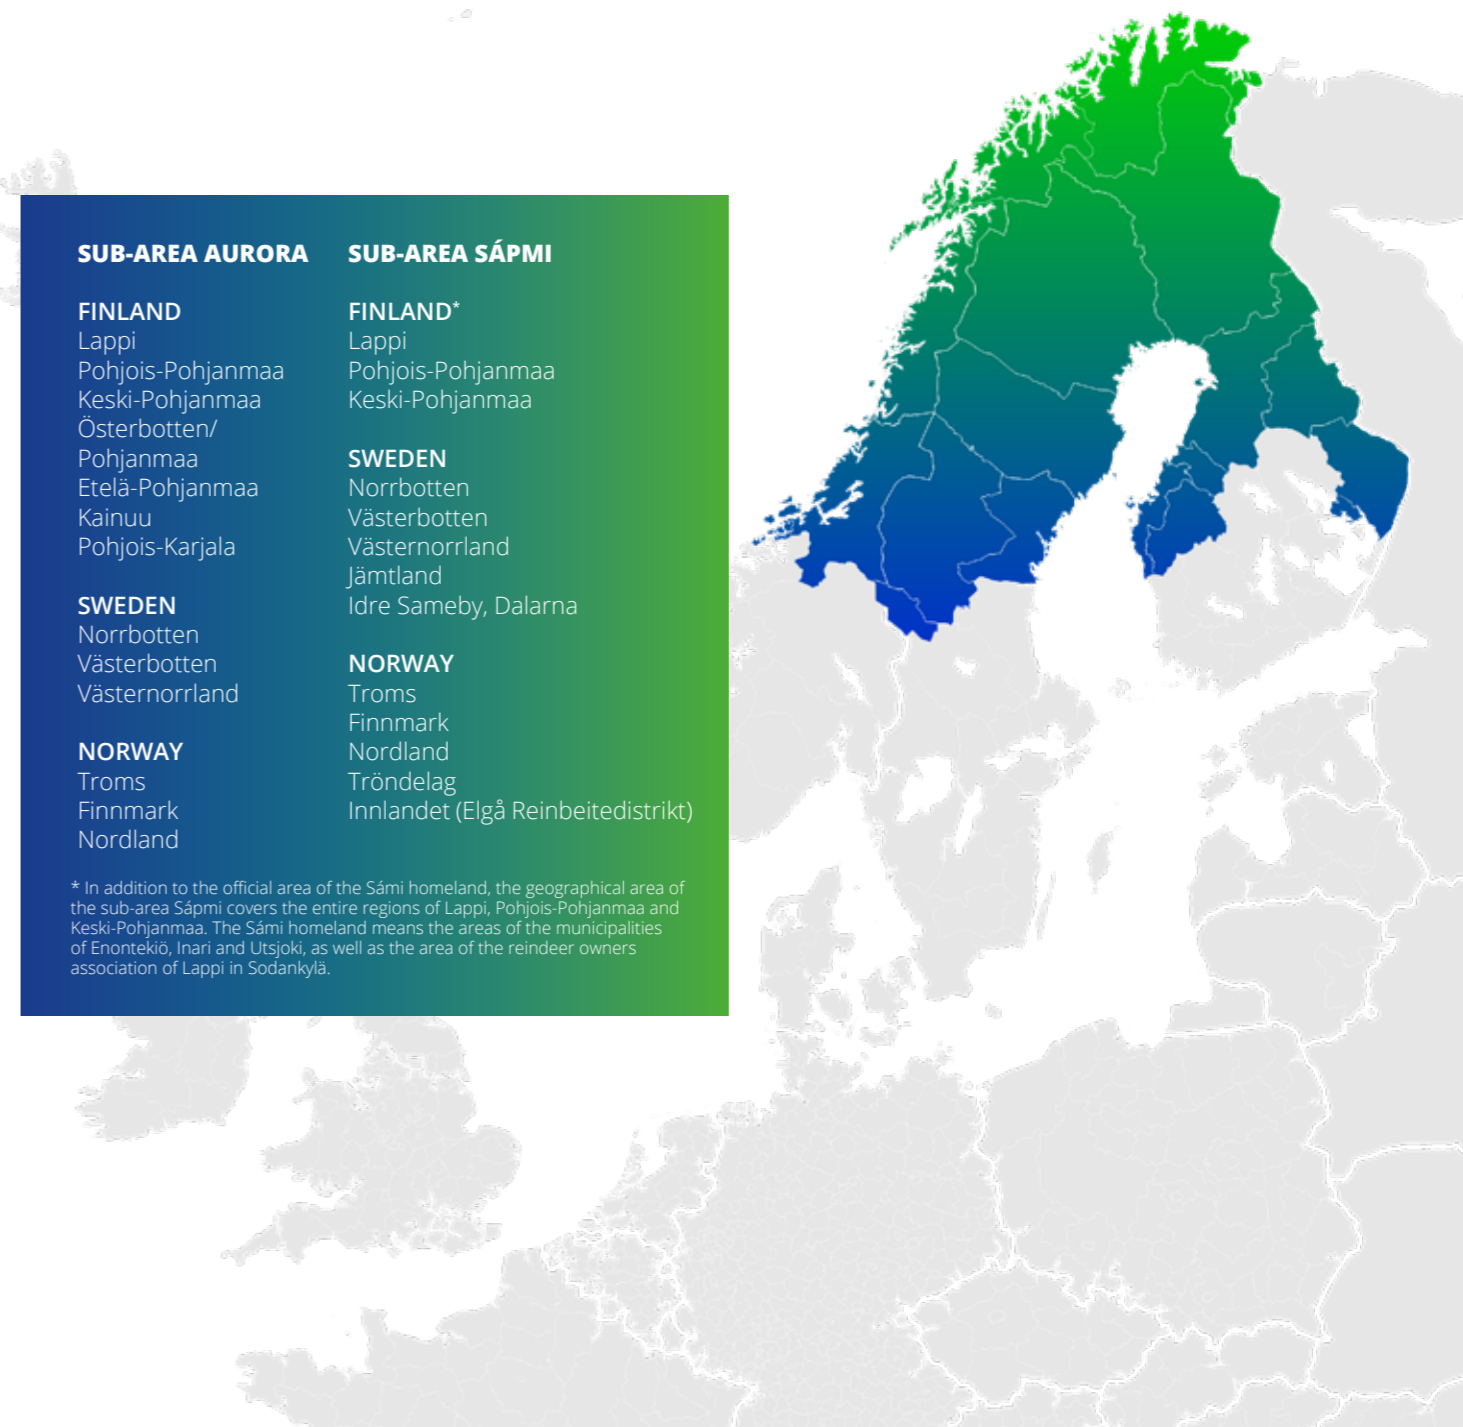 SUB-AREA AURORA
FINLAND
Lappi
Pohjois-Pohjanmaa
Keski-Pohjanmaa
Österbotten/
Pohjanmaa
Etelä-Pohjanmaa
Kainuu
Pohjois-Karjala
SWEDEN
Norrbotten
Västerbotten
Västernorrland
NORWAY
Troms
Finnmark
Nordland
SUB-AREA SÁPMI
FINLAND*
Lappi
Pohjois-Pohjanmaa
Keski-Pohjanmaa
SWEDEN
Norrbotten
Västerbotten
Västernorrland
Jämtland
Idre Sameby, Dalarna
NORWAY
Troms
Finnmark
Nordland
Tröndelag
Innlandet (Elgå Reinbeitedistrikt)
* In addition to the official area of the Sámi homeland, the geographical area of
the sub-area Sápmi covers the entire regions of Lappi, Pohjois-Pohjanmaa and
Keski-Pohjanmaa. The Sámi homeland means the areas of the municipalities
of Enontekiö, Inari and Utsjoki, as well as the area of the reindeer owners
association of Lappi in Sodankylä.